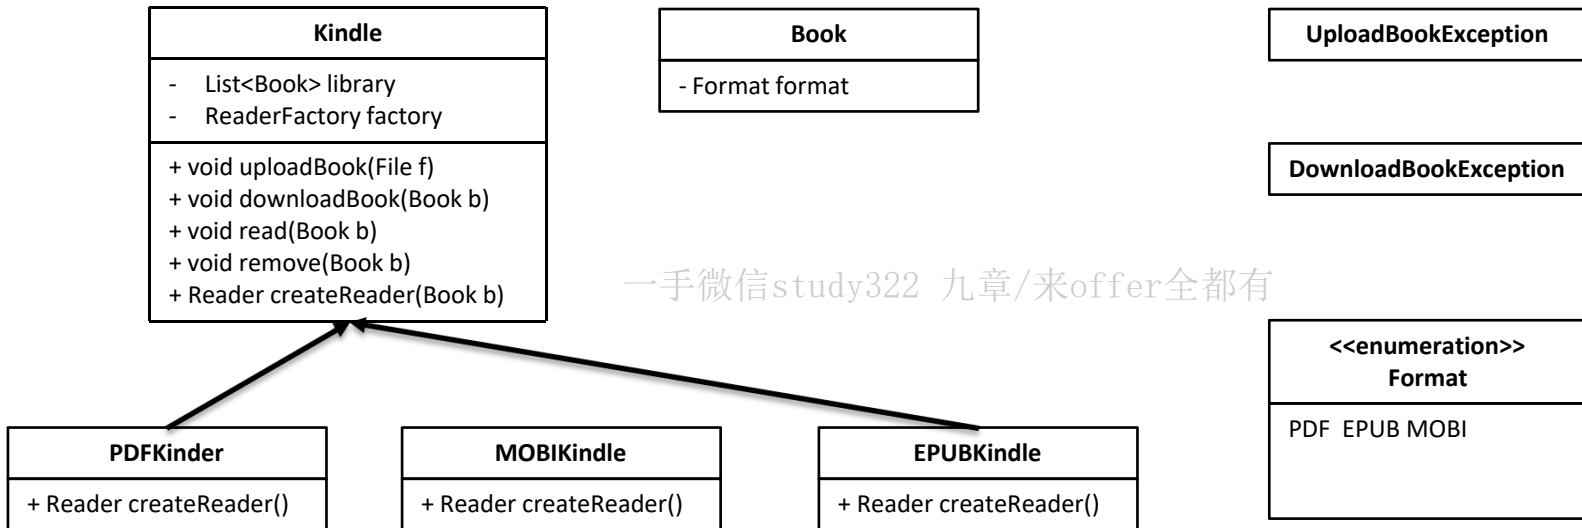 Kindle
- List<Book> library
- ReaderFactory factory
+ void uploadBook(File f)
+ void downloadBook(Book b)
+ void read(Book b)
+ void remove(Book b)
+ Reader createReader(Book b)
Book
- Format format
UploadBookException
DownloadBookException
一手微信study322 九章/来offer全都有
<<enumeration>>
Format
PDF EPUB MOBI
PDFKinder
+ Reader createReader()
MOBIKindle
+ Reader createReader()
EPUBKindle
+ Reader createReader()